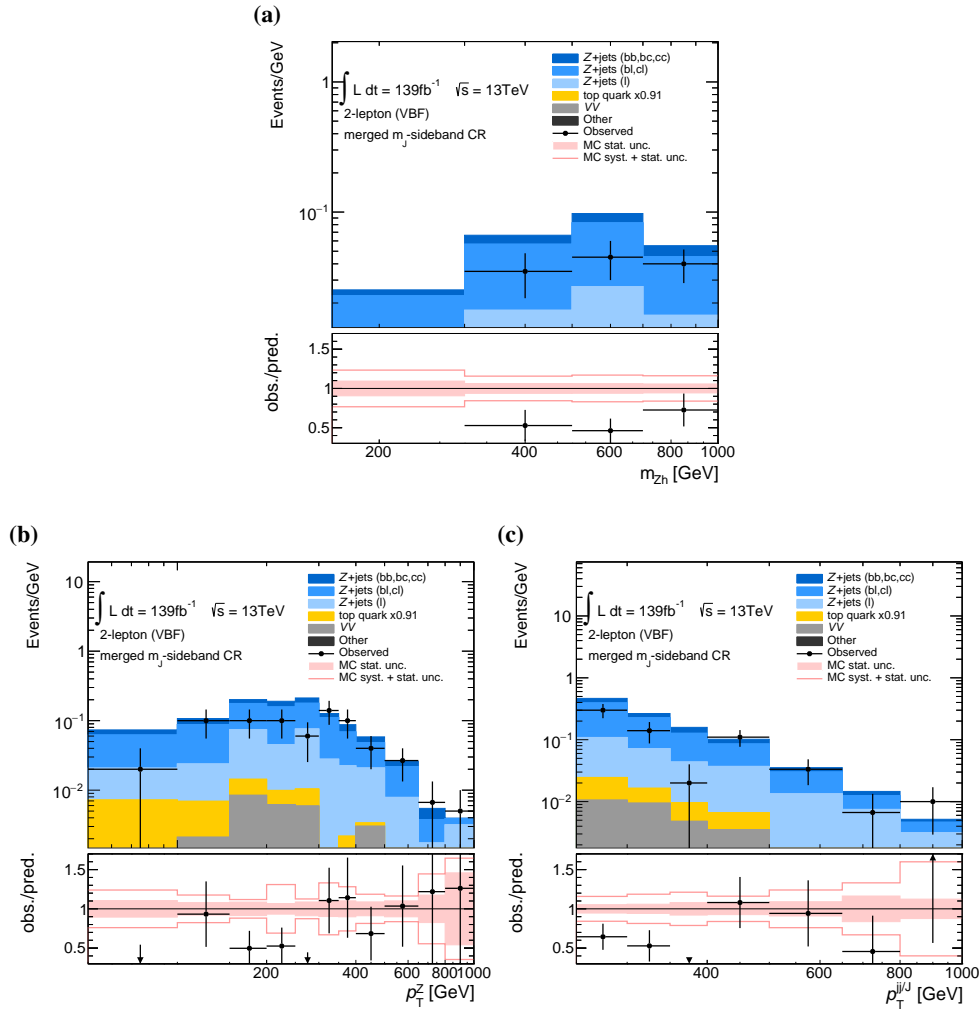 (a)
Events/GeV
1
10⁻¹
∫ L dt = 139fb⁻¹ √s = 13TeV
2-lepton (VBF)
merged m_J-sideband CR
Z+jets (bb,bc,cc)
Z+jets (bl,cl)
Z+jets (l)
top quark x0.91
VV
Other
Observed
MC stat. unc.
MC syst. + stat. unc.
obs./pred.
1.5
1
0.5
200 400 600 800 1000
m_Zh [GeV]
(b)
Events/GeV
10
1
10⁻¹
10⁻²
∫ L dt = 139fb⁻¹ √s = 13TeV
2-lepton (VBF)
merged m_J-sideband CR
Z+jets (bb,bc,cc)
Z+jets (bl,cl)
Z+jets (l)
top quark x0.91
VV
Other
Observed
MC stat. unc.
MC syst. + stat. unc.
obs./pred.
1.5
1
0.5
200 400 600 800 1000
p_T^Z [GeV]
(c)
Events/GeV
10
1
10⁻¹
10⁻²
∫ L dt = 139fb⁻¹ √s = 13TeV
2-lepton (VBF)
merged m_J-sideband CR
Z+jets (bb,bc,cc)
Z+jets (bl,cl)
Z+jets (l)
top quark x0.91
VV
Other
Observed
MC stat. unc.
MC syst. + stat. unc.
obs./pred.
1.5
1
0.5
400 600 800 1000
p_T^jj/J [GeV]